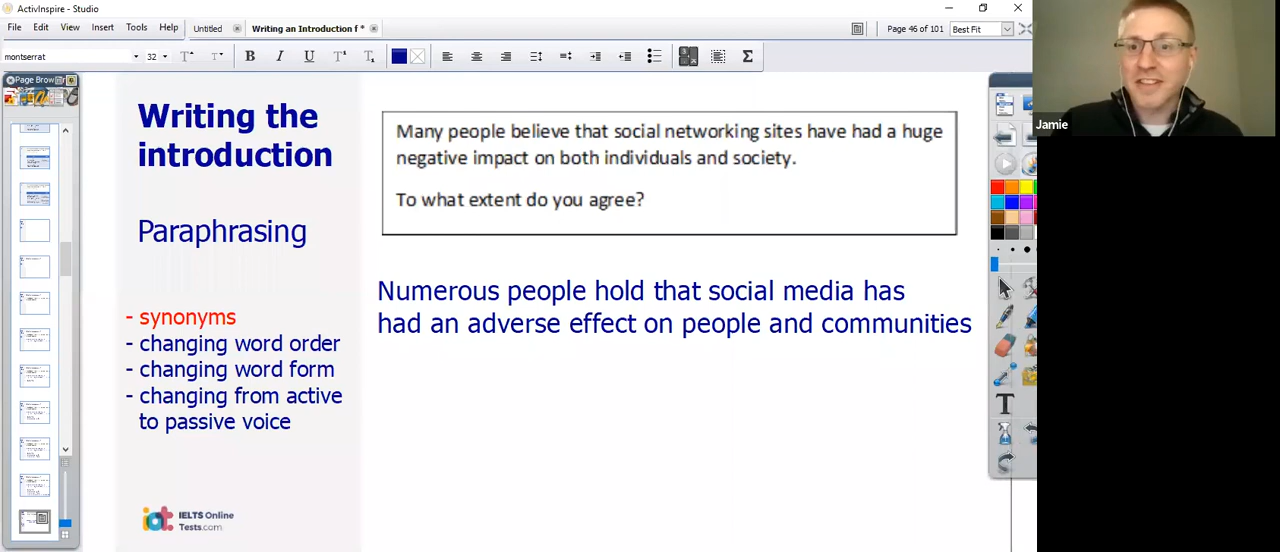 ActivInspire - Studio
File Edit View Insert Tools Help Untitled Writing an Introduction f * Page 46 of 101 Best Fit
montserrat 32 B I U T T Σ
Page Brow
Jamie
Writing the
introduction
Paraphrasing
- synonyms
- changing word order
- changing word form
- changing from active
to passive voice
iot IELTS Online
Tests.com
Many people believe that social networking sites have had a huge
negative impact on both individuals and society.
To what extent do you agree?
Numerous people hold that social media has
had an adverse effect on people and communities
T